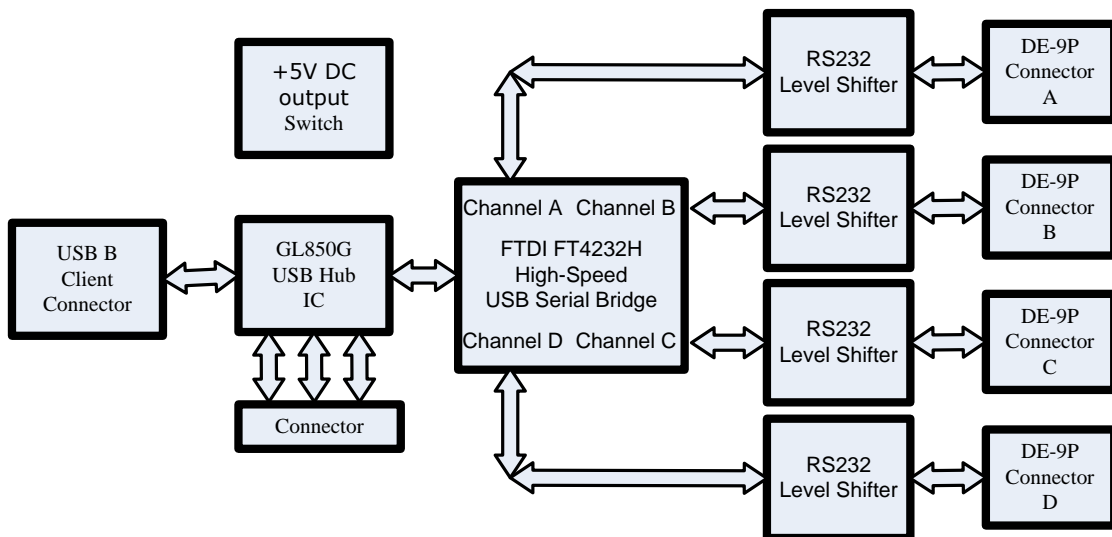 +5V DC
output
Switch
RS232
Level Shifter
DE-9P
Connector
A
RS232
Level Shifter
DE-9P
Connector
B
USB B
Client
Connector
GL850G
USB Hub
IC
Channel A Channel B
FTDI FT4232H
High-Speed
USB Serial Bridge
Channel D Channel C
RS232
Level Shifter
DE-9P
Connector
C
Connector
RS232
Level Shifter
DE-9P
Connector
D